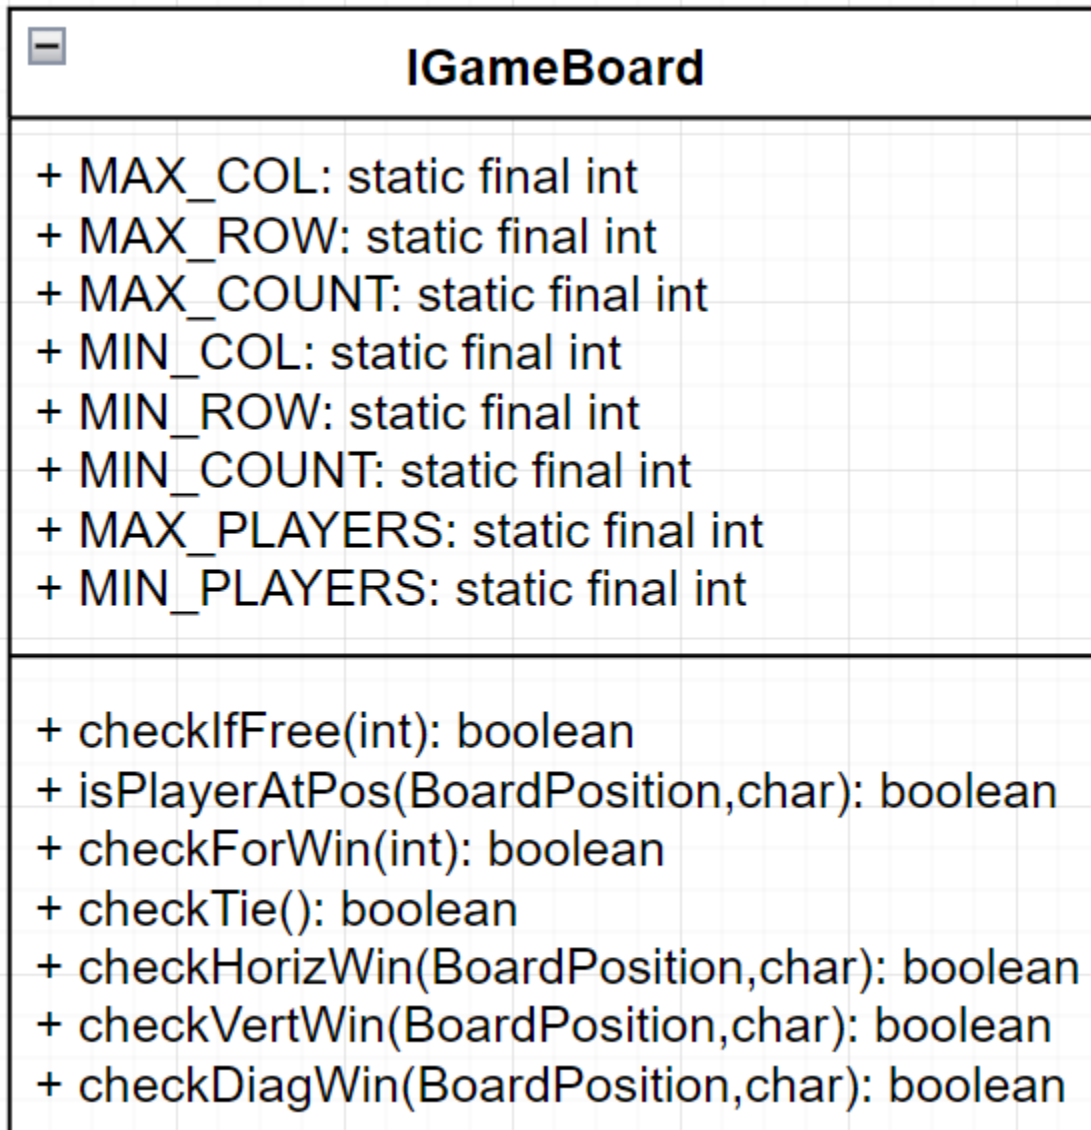 IGameBoard
+ MAX_COL: static final int
+ MAX_ROW: static final int
+ MAX_COUNT: static final int
+ MIN_COL: static final int
+ MIN_ROW: static final int
+ MIN_COUNT: static final int
+ MAX_PLAYERS: static final int
+ MIN_PLAYERS: static final int
+ checkIfFree(int): boolean
+ isPlayerAtPos(BoardPosition,char): boolean
+ checkForWin(int): boolean
+ checkTie(): boolean
+ checkHorizWin(BoardPosition,char): boolean
+ checkVertWin(BoardPosition,char): boolean
+ checkDiagWin(BoardPosition,char): boolean